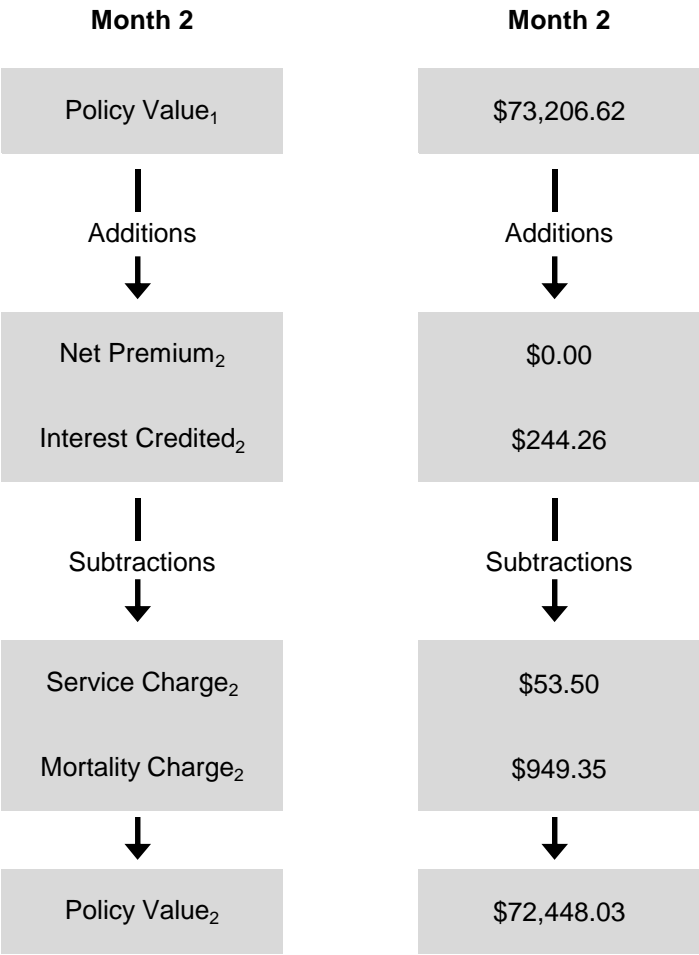 Month 2
Policy Value₁
Additions
Net Premium₂
Interest Credited₂
Subtractions
Service Charge₂
Mortality Charge₂
Policy Value₂
Month 2
$73,206.62
Additions
$0.00
$244.26
Subtractions
$53.50
$949.35
$72,448.03